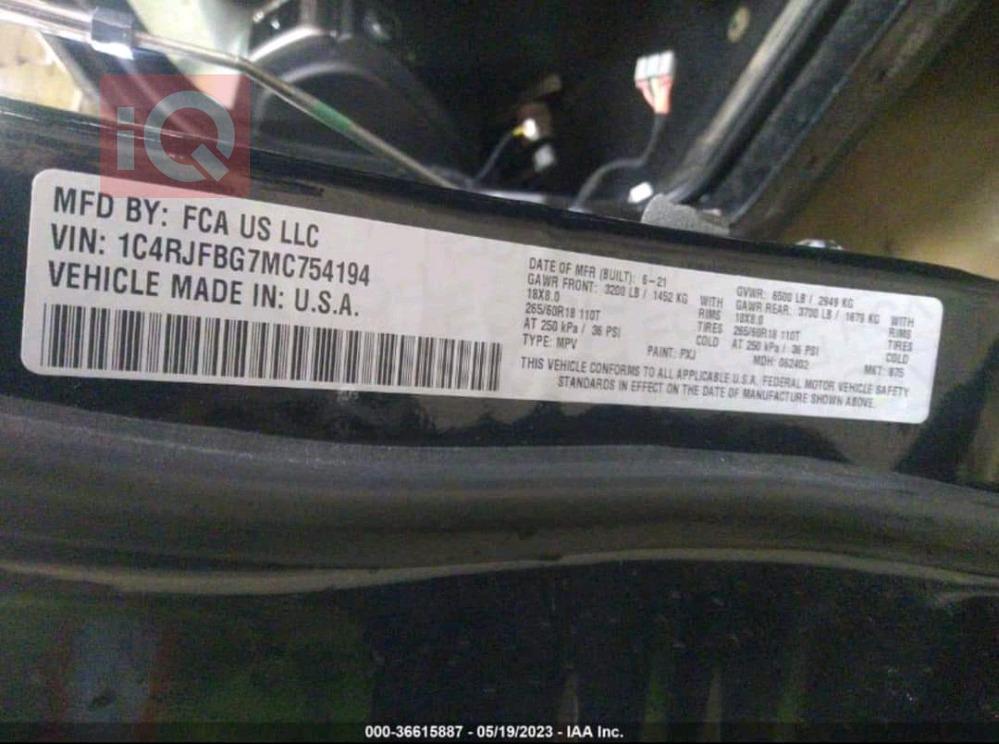 iQ
MFD BY: FCA US LLC
VIN: 1C4RJFBG7MC754194
VEHICLE MADE IN: U.S.A.
DATE OF MFR (BUILT): 6-21
GAWR FRONT: 3200 LB / 1452 KG WITH
18X8.0 RIMS
265/60R18 110T TIRES
AT 250 kPa / 36 PSI COLD
TYPE: MPV
GVWR: 6500 LB / 2949 KG
GAWR REAR: 3700 LB / 1679 KG WITH
18X8.0 RIMS
265/60R18 110T TIRES
AT 250 kPa / 36 PSI COLD
PAINT: PXJ MDH: 062402 MKT: 875
THIS VEHICLE CONFORMS TO ALL APPLICABLE U.S.A. FEDERAL MOTOR VEHICLE SAFETY
STANDARDS IN EFFECT ON THE DATE OF MANUFACTURE SHOWN ABOVE.
000-36615887 - 05/19/2023 - IAA Inc.